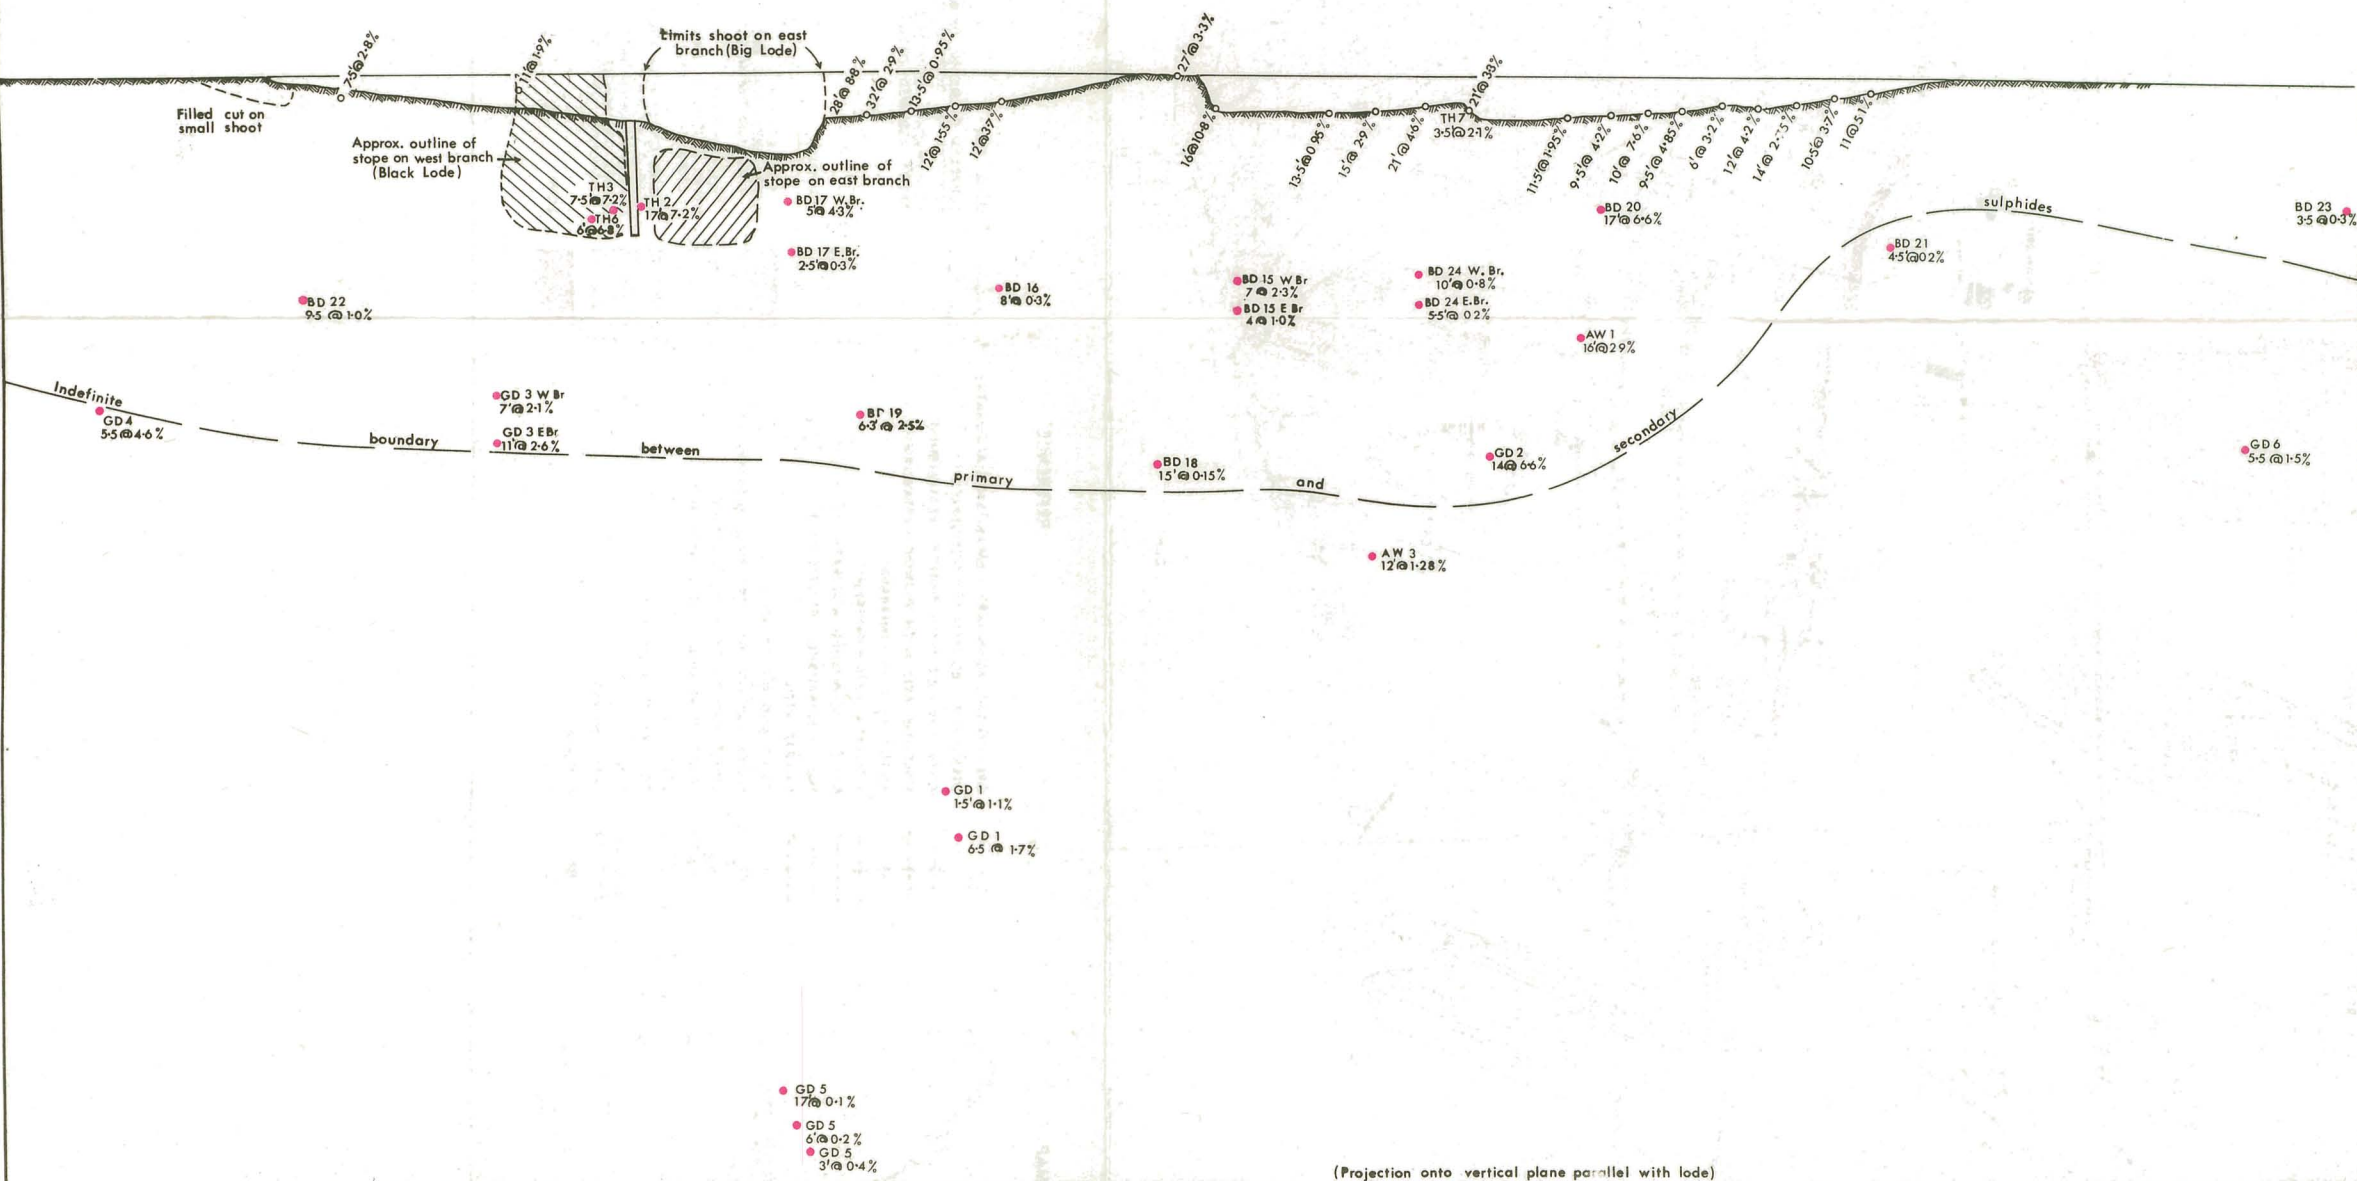 7·5'@2·8%
11'@1·9%
Limits shoot on east
branch (Big Lode)
28'@ 8·8%
32'@ 2·9%
13·5'@ 0·95%
12'@1·55%
12'@3·7%
27'@3·3%
16'@10·8%
13·5'@0·95%
15'@ 2·9%
21'@ 4·6%
21'@ 3·8%
TH 7
3·5'@2·1%
11·5'@1·95%
9·5'@ 4·2%
10'@ 7·6%
9·5'@ 4·85%
6'@ 3·2%
12'@ 4·2%
14'@ 2·75%
10·5'@ 3·7%
11'@5·1%
Filled cut on
small shoot
Approx. outline of
stope on west branch
(Black Lode)
Approx. outline of
stope on east branch
TH3
7·5'@7·2%
TH6
6'@6·8%
TH 2
17'@7·2%
BD 17 W.Br.
5'@ 4·3%
BD 17 E.Br.
2·5'@0·3%
BD 20
17'@6·6%
sulphides
BD 23
3·5 @0·3%
BD 21
4·5'@0·2%
BD 22
9·5 @ 1·0%
BD 16
8'@ 0·3%
BD 15 W Br
7 @ 2·3%
BD 15 E Br
4 @ 1·0%
BD 24 W. Br.
10'@ 0·8%
BD 24 E.Br.
5·5'@ 0·2%
AW 1
16'@2·9%
Indefinite
GD4
5·5@4·6%
boundary
GD 3 W Br
7'@2·1%
GD 3 E Br
11'@ 2·6%
between
BD 19
6·3' @ 2·5%
primary
BD 18
15'@ 0·15%
and
GD 2
14@6·6%
secondary
GD 6
5·5 @1·5%
AW 3
12'@1·28%
GD 1
1·5'@1·1%
GD 1
6·5 @ 1·7%
GD 5
17'@ 0·1%
GD 5
6'@0·2%
GD 5
3'@ 0·4%
(Projection onto vertical plane parallel with lode)